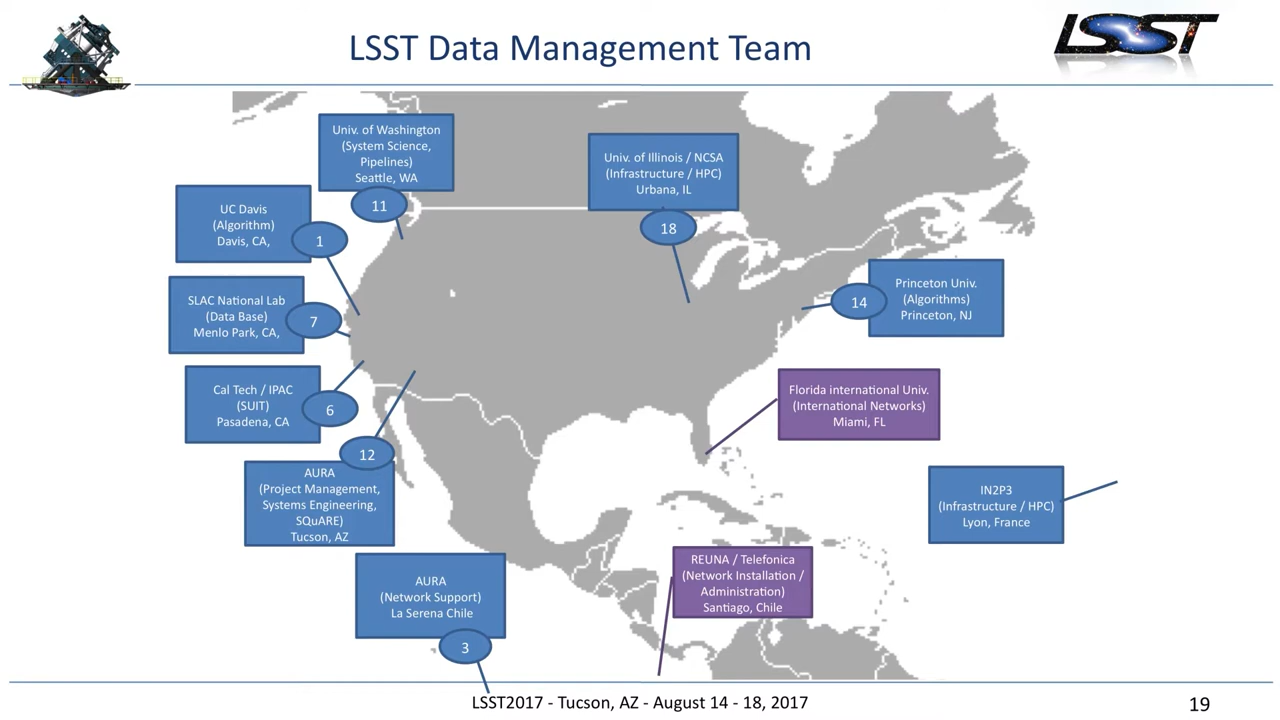 LSST Data Management Team
LSST
Univ. of Washington
(System Science,
Pipelines)
Seattle, WA
11
Univ. of Illinois / NCSA
(Infrastructure / HPC)
Urbana, IL
18
UC Davis
(Algorithm)
Davis, CA,
1
SLAC National Lab
(Data Base)
Menlo Park, CA,
7
Princeton Univ.
(Algorithms)
Princeton, NJ
14
Cal Tech / IPAC
(SUIT)
Pasadena, CA
6
Florida international Univ.
(International Networks)
Miami, FL
12
AURA
(Project Management,
Systems Engineering,
SQuARE)
Tucson, AZ
IN2P3
(Infrastructure / HPC)
Lyon, France
AURA
(Network Support)
La Serena Chile
3
REUNA / Telefonica
(Network Installation /
Administration)
Santiago, Chile
LSST2017 - Tucson, AZ - August 14 - 18, 2017
19